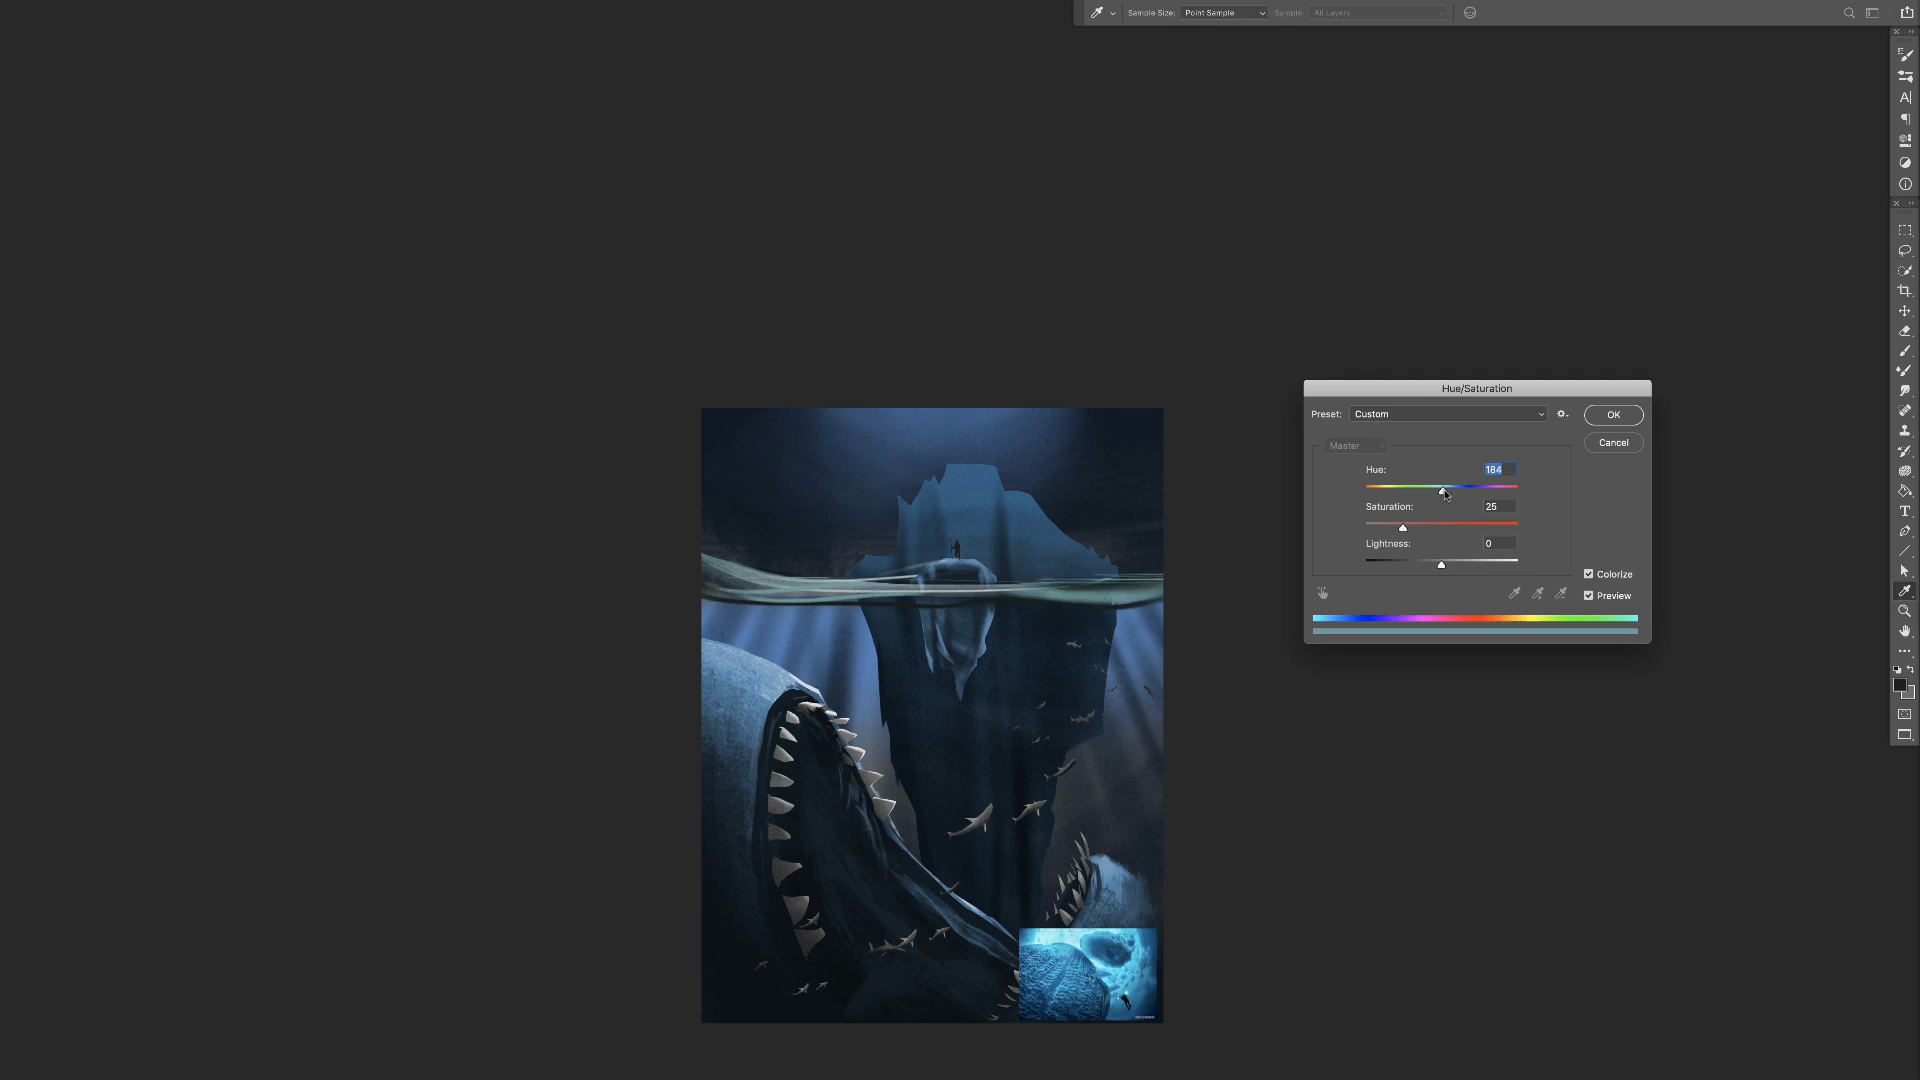 Sample Size: Point Sample Sample: All Layers
Hue/Saturation
Preset: Custom OK
Cancel
Master
Hue: 184
Saturation: 25
Lightness: 0
Colorize
Preview